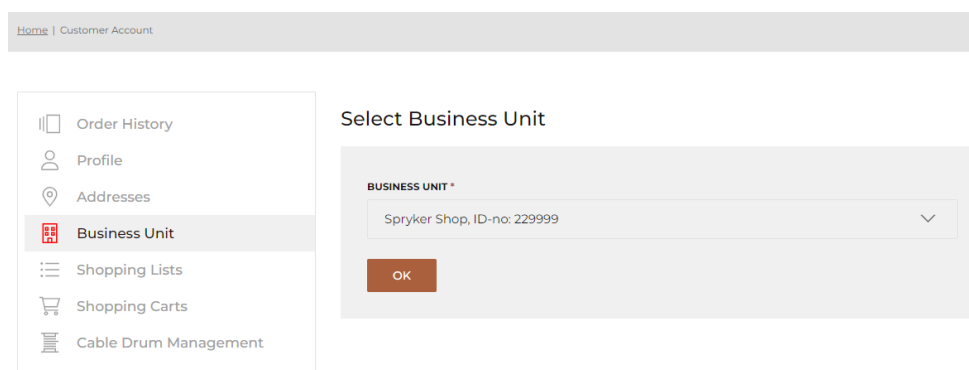 Home | Customer Account
Order History
Profile
Addresses
Business Unit
Shopping Lists
Shopping Carts
Cable Drum Management
Select Business Unit
BUSINESS UNIT *
Spryker Shop, ID-no: 229999
OK